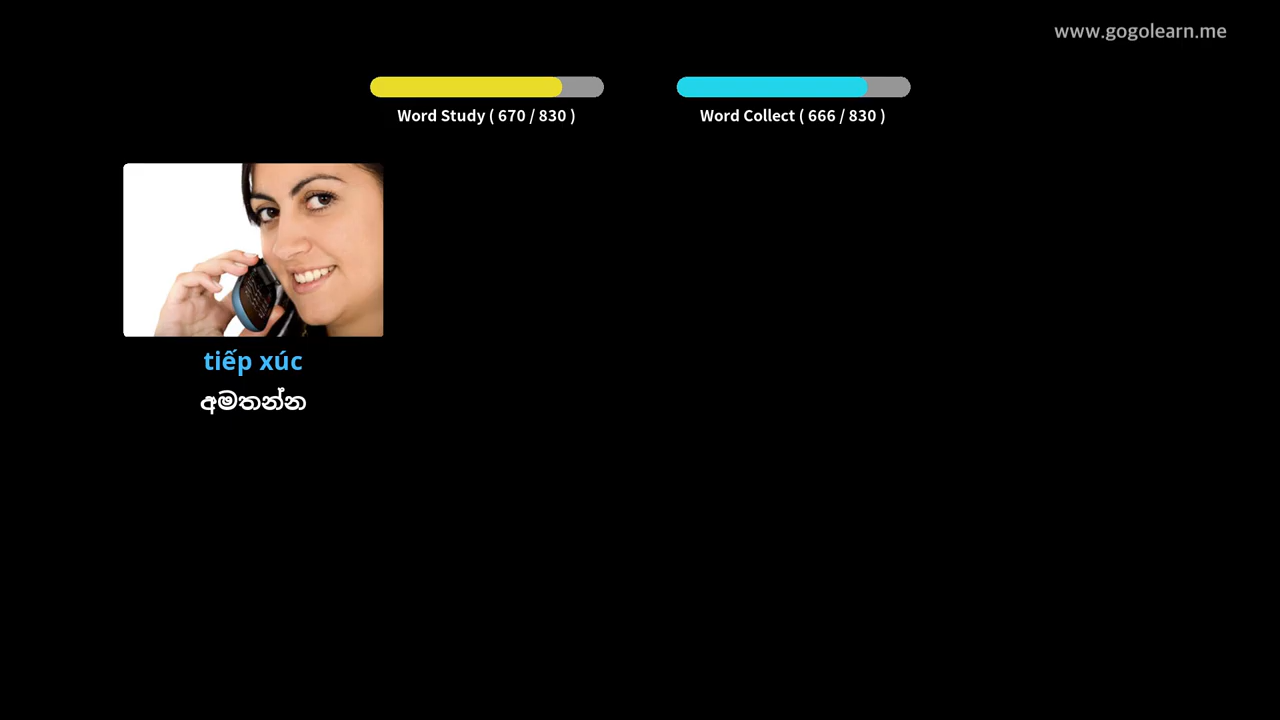 www.gogolearn.me
Word Study ( 670 / 830 )
Word Collect ( 666 / 830 )
tiếp xúc
අමතන්න